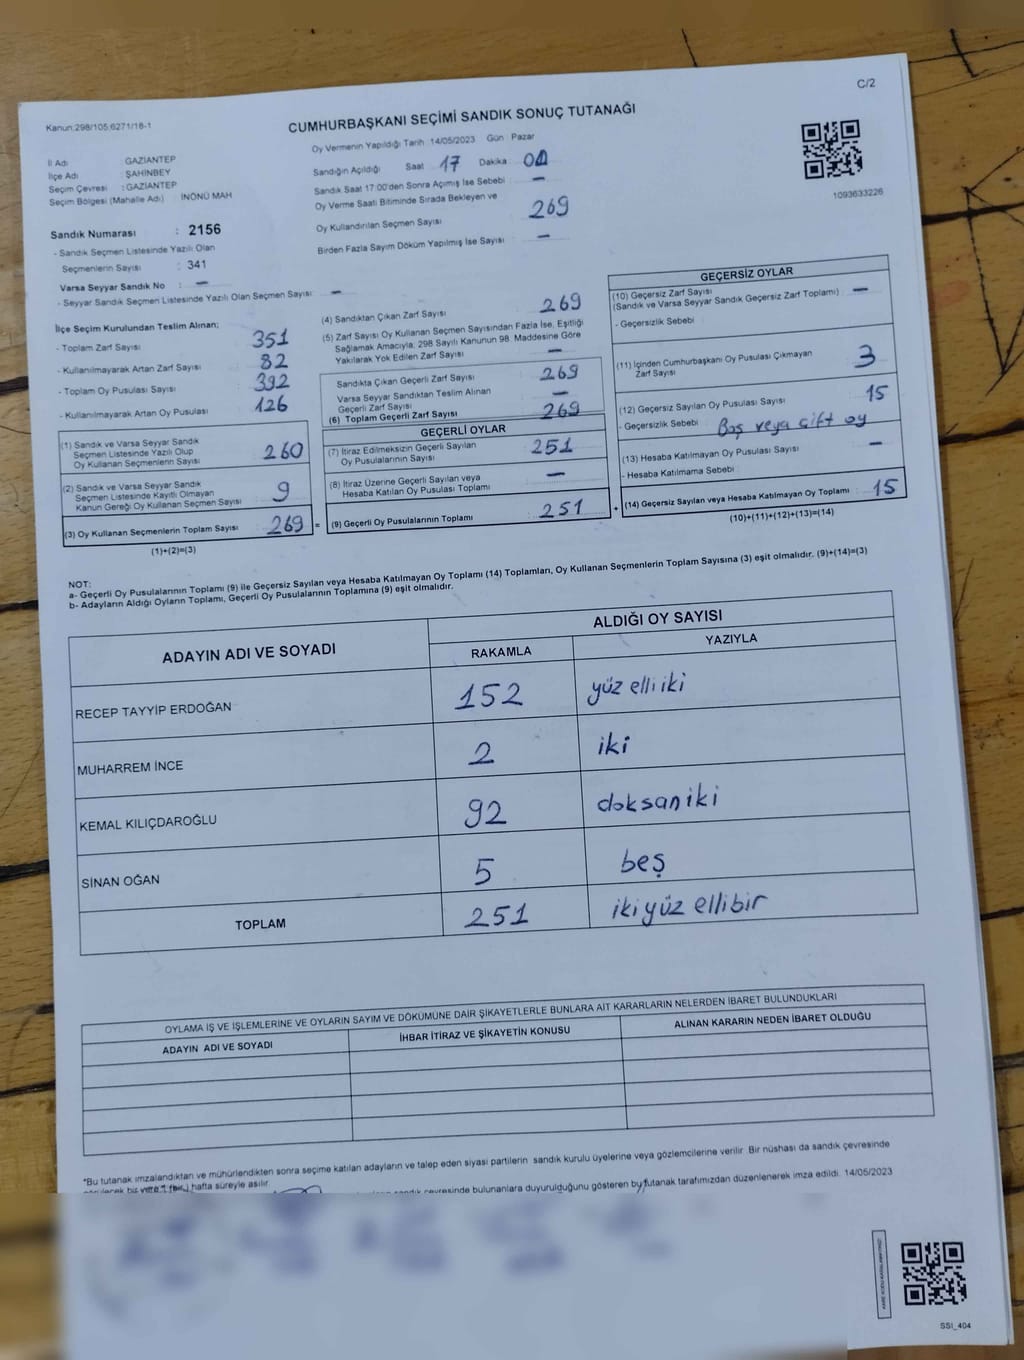 C/2
Kanun:298/105;6271/18-1
CUMHURBAŞKANI SEÇİMİ SANDIK SONUÇ TUTANAĞI
Oy Vermenin Yapıldığı Tarih :14/05/2023 Gün : Pazar
İl Adı : GAZİANTEP
İlçe Adı : ŞAHİNBEY
Seçim Çevresi : GAZİANTEP
Seçim Bölgesi (Mahalle Adı) : İNÖNÜ MAH
Sandık Numarası : 2156
- Sandık Seçmen Listesinde Yazılı Olan
Seçmenlerin Sayısı : 341
Varsa Seyyar Sandık No : -
- Seyyar Sandık Seçmen Listesinde Yazılı Olan Seçmen Sayısı: -
Sandığın Açıldığı Saat 17 Dakika
Sandık Saat 17:00'den Sonra Açımış İse Sebebi -
Oy Verme Saati Bitiminde Sırada Bekleyen ve
Oy Kullandırılan Seçmen Sayısı 269
Birden Fazla Sayım Döküm Yapılmış İse Sayısı -
1093633226
İlçe Seçim Kurulundan Teslim Alınan;
- Toplam Zarf Sayısı 351
- Kullanılmayarak Artan Zarf Sayısı 82
- Toplam Oy Pusulası Sayısı 392
- Kullanılmayarak Artan Oy Pusulası 126
(1) Sandık ve Varsa Seyyar Sandık
Seçmen Listesinde Yazılı Olup
Oy Kullanan Seçmenlerin Sayısı 260
(2) Sandık ve Varsa Seyyar Sandık
Seçmen Listesinde Kayıtlı Olmayan
Kanun Gereği Oy Kullanan Seçmen Sayısı 9
(3) Oy Kullanan Seçmenlerin Toplam Sayısı 269 =
(1)+(2)=(3)
(4) Sandıktan Çıkan Zarf Sayısı 269
(5) Zarf Sayısı Oy Kullanan Seçmen Sayısından Fazla İse, Eşitliği
Sağlamak Amacıyla; 298 Sayılı Kanunun 98. Maddesine Göre
Yakılarak Yok Edilen Zarf Sayısı -
Sandıkta Çıkan Geçerli Zarf Sayısı 269
Varsa Seyyar Sandıktan Teslim Alınan
Geçerli Zarf Sayısı -
(6) Toplam Geçerli Zarf Sayısı 269
GEÇERLİ OYLAR
(7) İtiraz Edilmeksizin Geçerli Sayılan
Oy Pusulalarının Sayısı 251
(8) İtiraz Üzerine Geçerli Sayılan veya
Hesaba Katılan Oy Pusulası Toplamı -
(9) Geçerli Oy Pusulalarının Toplamı : 251 +
GEÇERSİZ OYLAR
(10) Geçersiz Zarf Sayısı
(Sandık ve Varsa Seyyar Sandık Geçersiz Zarf Toplamı) : -
- Geçersizlik Sebebi :
(11) İçinden Cumhurbaşkanı Oy Pusulası Çıkmayan
Zarf Sayısı 3
(12) Geçersiz Sayılan Oy Pusulası Sayısı : 15
- Geçersizlik Sebebi : Boş veya çift oy
(13) Hesaba Katılmayan Oy Pusulası Sayısı -
- Hesaba Katılmama Sebebi :
(14) Geçersiz Sayılan veya Hesaba Katılmayan Oy Toplamı : 15
(10)+(11)+(12)+(13)=(14)
NOT:
a- Geçerli Oy Pusulalarının Toplamı (9) ile Geçersiz Sayılan veya Hesaba Katılmayan Oy Toplamı (14) Toplamları, Oy Kullanan Seçmenlerin Toplam Sayısına (3) eşit olmalıdır. (9)+(14)=(3)
b- Adayların Aldığı Oyların Toplamı, Geçerli Oy Pusulalarının Toplamına (9) eşit olmalıdır.
ADAYIN ADI VE SOYADI
ALDIĞI OY SAYISI
RAKAMLA YAZIYLA
RECEP TAYYİP ERDOĞAN 152 yüz elli iki
MUHARREM İNCE 2 iki
KEMAL KILIÇDAROĞLU 92 doksan iki
SİNAN OĞAN 5 beş
TOPLAM 251 iki yüz elli bir
OYLAMA İŞ VE İŞLEMLERİNE VE OYLARIN SAYIM VE DÖKÜMÜNE DAİR ŞİKAYETLERLE BUNLARA AİT KARARLARIN NELERDEN İBARET BULUNDUKLARI
ADAYIN ADI VE SOYADI İHBAR İTİRAZ VE ŞİKAYETİN KONUSU ALINAN KARARIN NEDEN İBARET OLDUĞU
*Bu tutanak imzalandıktan ve mühürlendikten sonra seçime katılan adayların ve talep eden siyasi partilerin sandık kurulu üyelerine veya gözlemcilerine verilir. Bir nüshası da sandık çevresinde
bir yere 1 (bir) hafta süreyle asılır. sandık çevresinde bulunanlara duyurulduğunu gösteren bu tutanak tarafımızdan düzenlenerek imza edildi. 14/05/2023
SSI_404